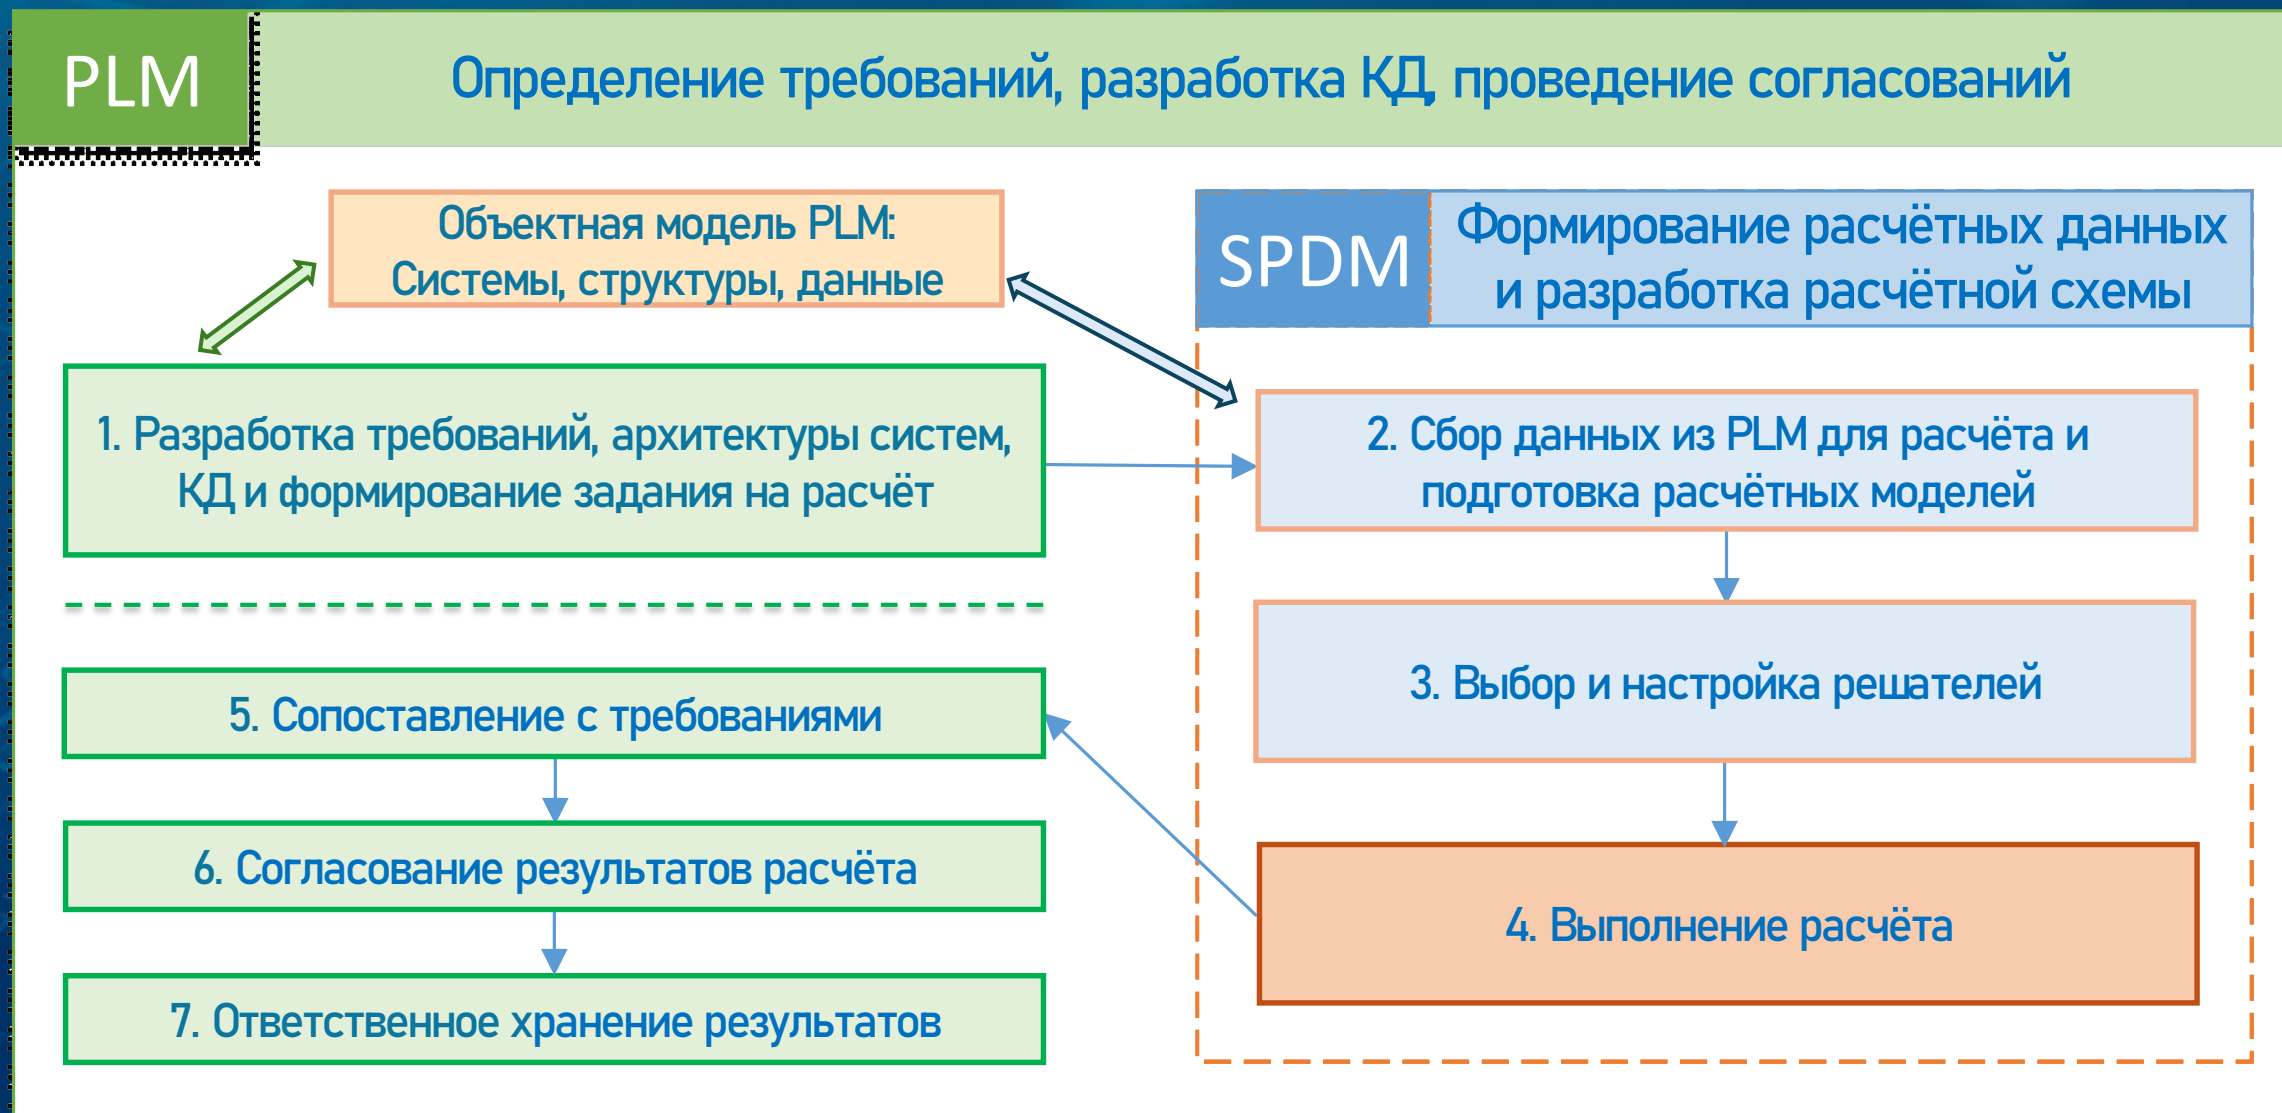 PLM
Определение требований, разработка КД, проведение согласований
Объектная модель PLM:
Системы, структуры, данные
SPDM
Формирование расчётных данных
и разработка расчётной схемы
1. Разработка требований, архитектуры систем,
КД и формирование задания на расчёт
2. Сбор данных из PLM для расчёта и
подготовка расчётных моделей
3. Выбор и настройка решателей
4. Выполнение расчёта
5. Сопоставление с требованиями
6. Согласование результатов расчёта
7. Ответственное хранение результатов